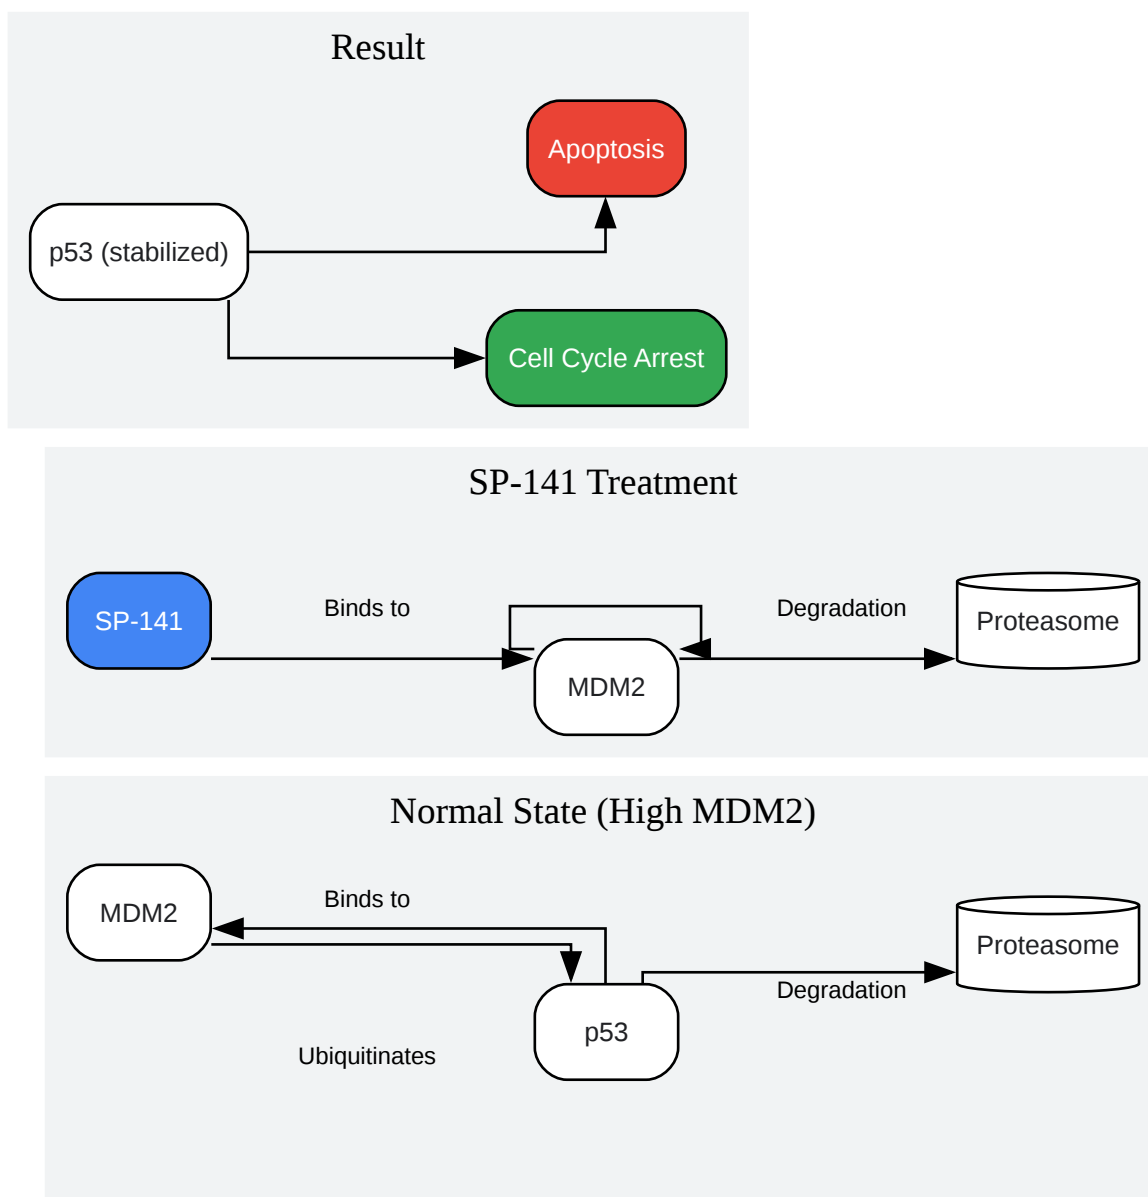 Result
Apoptosis
p53 (stabilized)
Cell Cycle Arrest
SP-141 Treatment
SP-141
Binds to
MDM2
Degradation
Proteasome
Normal State (High MDM2)
MDM2
Binds to
Ubiquitinates
p53
Degradation
Proteasome